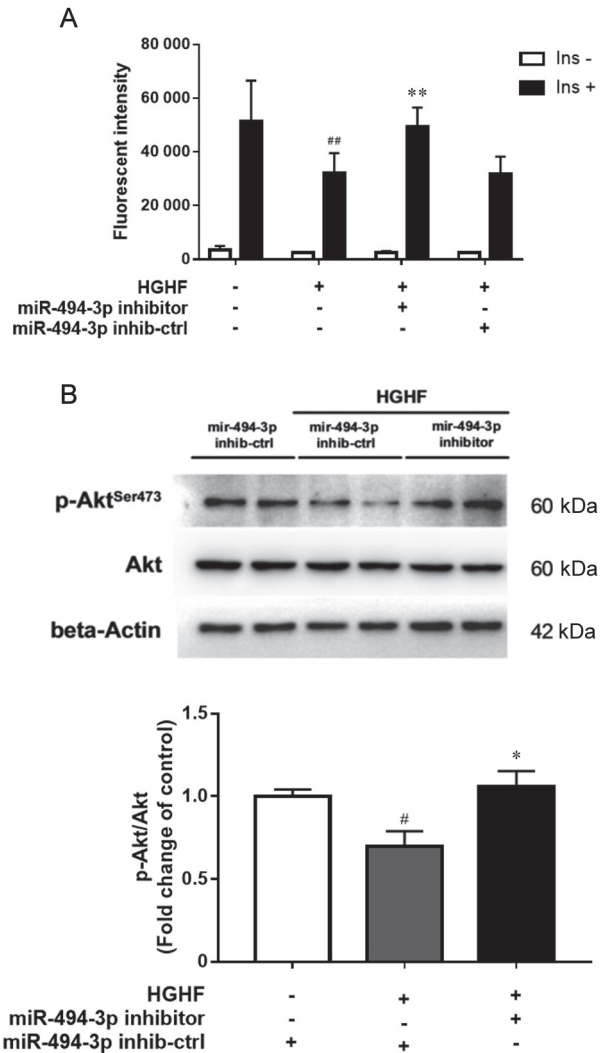 A
Fluorescent intensity
80 000
60 000
40 000
20 000
0
##
**
Ins -
Ins +
HGHF - + + +
miR-494-3p inhibitor - - + -
miR-494-3p inhib-ctrl - - - +
B
HGHF
mir-494-3p inhib-ctrl
mir-494-3p inhib-ctrl
mir-494-3p inhibitor
p-AktSer473 60 kDa
Akt 60 kDa
beta-Actin 42 kDa
p-Akt/Akt
(Fold change of control)
1.5
1.0
0.5
0
#
*
HGHF - + +
miR-494-3p inhibitor - - +
miR-494-3p inhib-ctrl + + -